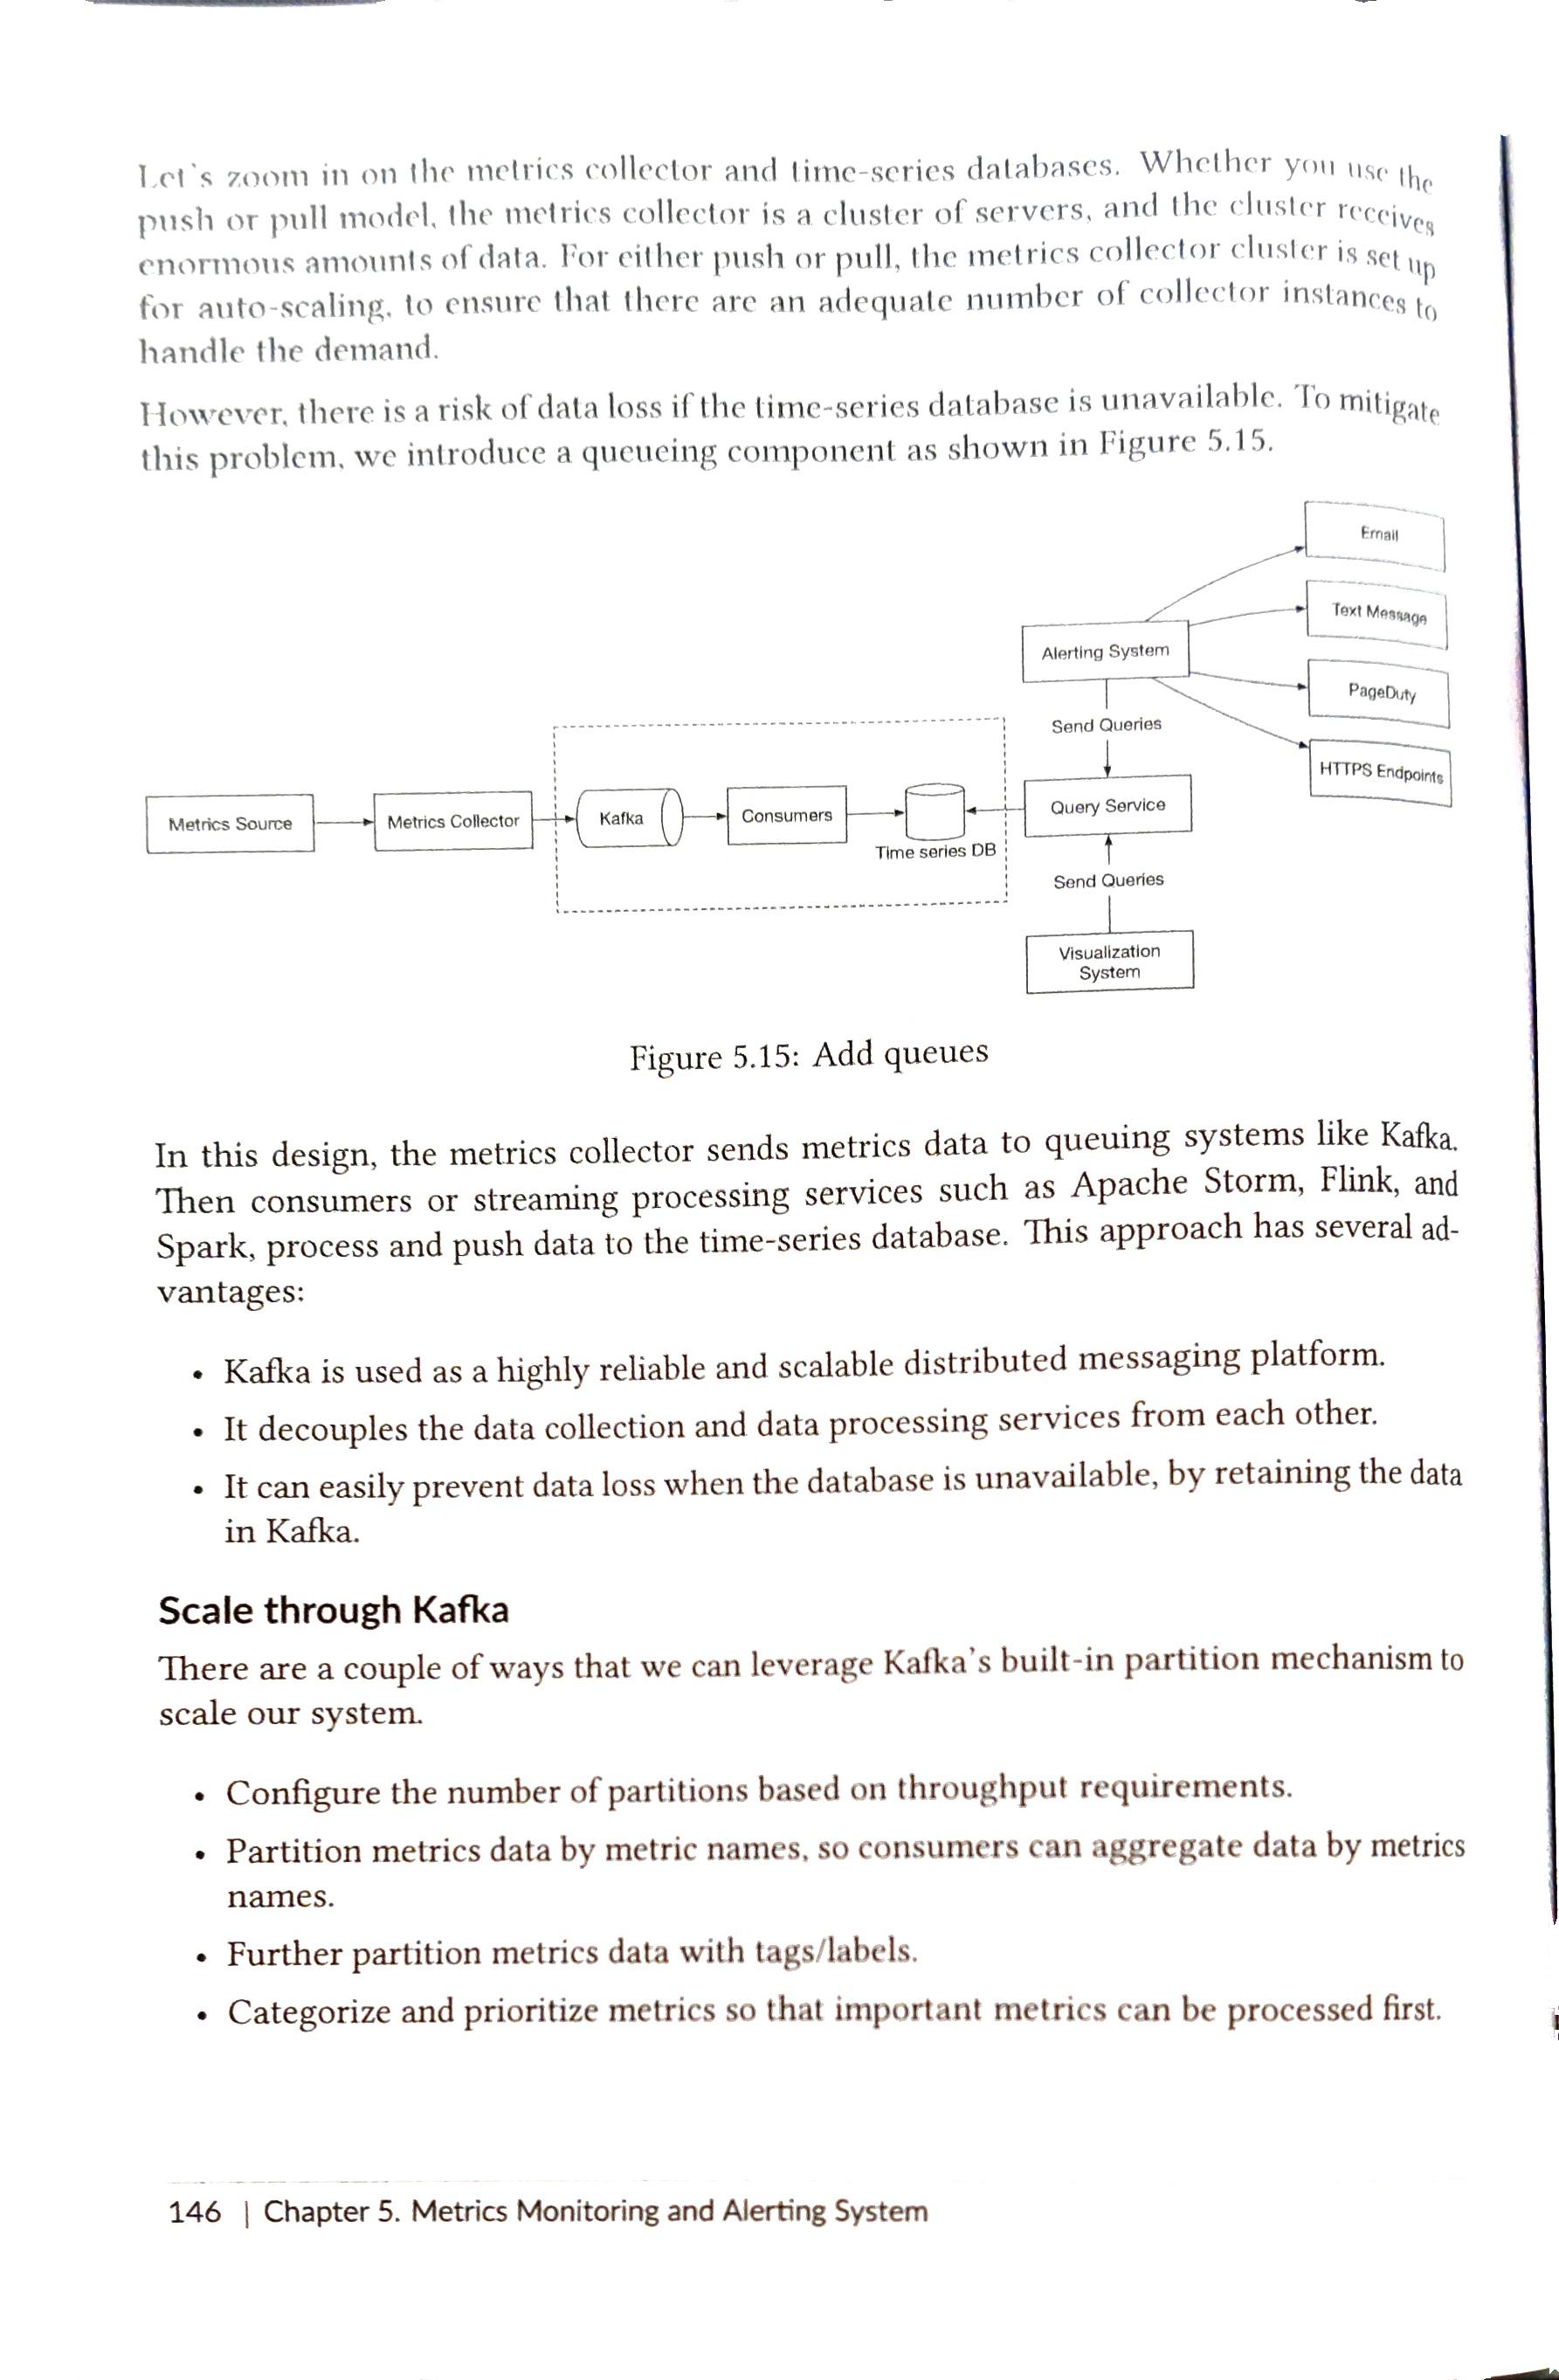 Let's zoom in on the metrics collector and time-series databases. Whether you use the
push or pull model, the metrics collector is a cluster of servers, and the cluster receives
enormous amounts of data. For either push or pull, the metrics collector cluster is set up
for auto-scaling, to ensure that there are an adequate number of collector instances to
handle the demand.
However, there is a risk of data loss if the time-series database is unavailable. To mitigate
this problem, we introduce a queueing component as shown in Figure 5.15.
Email
Text Message
Alerting System
PageDuty
Send Queries
HTTPS Endpoints
Metrics Source
Metrics Collector
Kafka
Consumers
Time series DB
Query Service
Send Queries
Visualization
System
Figure 5.15: Add queues
In this design, the metrics collector sends metrics data to queuing systems like Kafka.
Then consumers or streaming processing services such as Apache Storm, Flink, and
Spark, process and push data to the time-series database. This approach has several ad-
vantages:
• Kafka is used as a highly reliable and scalable distributed messaging platform.
• It decouples the data collection and data processing services from each other.
• It can easily prevent data loss when the database is unavailable, by retaining the data
in Kafka.
Scale through Kafka
There are a couple of ways that we can leverage Kafka's built-in partition mechanism to
scale our system.
• Configure the number of partitions based on throughput requirements.
• Partition metrics data by metric names, so consumers can aggregate data by metrics
names.
• Further partition metrics data with tags/labels.
• Categorize and prioritize metrics so that important metrics can be processed first.
146 | Chapter 5. Metrics Monitoring and Alerting System